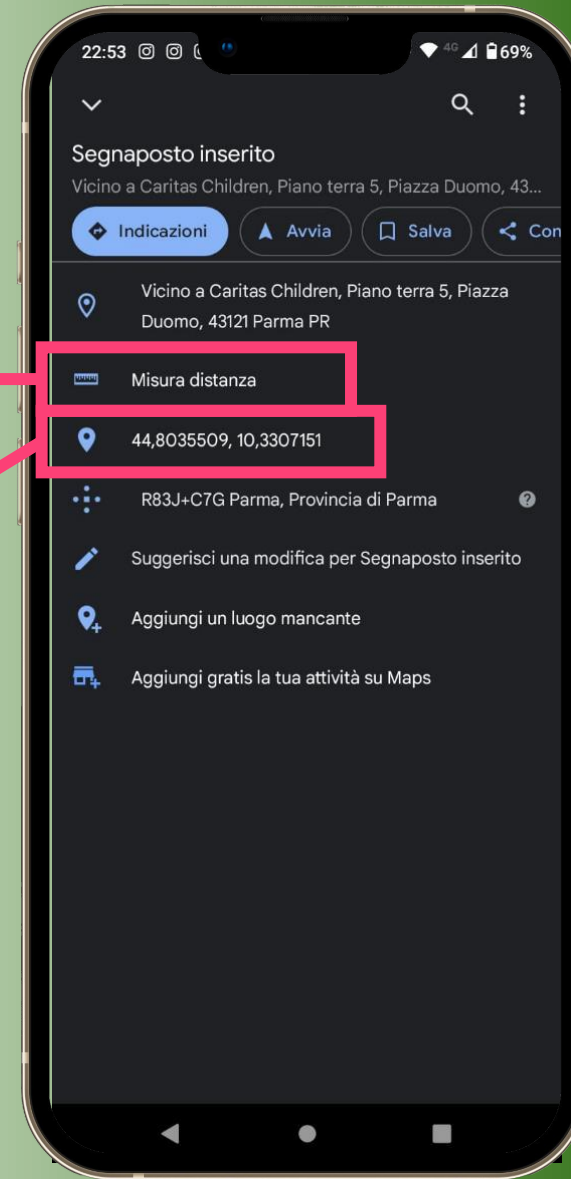 22:53 4G 69%
Segnaposto inserito
Vicino a Caritas Children, Piano terra 5, Piazza Duomo, 43...
Indicazioni Avvia Salva Con
Vicino a Caritas Children, Piano terra 5, Piazza
Duomo, 43121 Parma PR
Misura distanza
44,8035509, 10,3307151
R83J+C7G Parma, Provincia di Parma
Suggerisci una modifica per Segnaposto inserito
Aggiungi un luogo mancante
Aggiungi gratis la tua attività su Maps